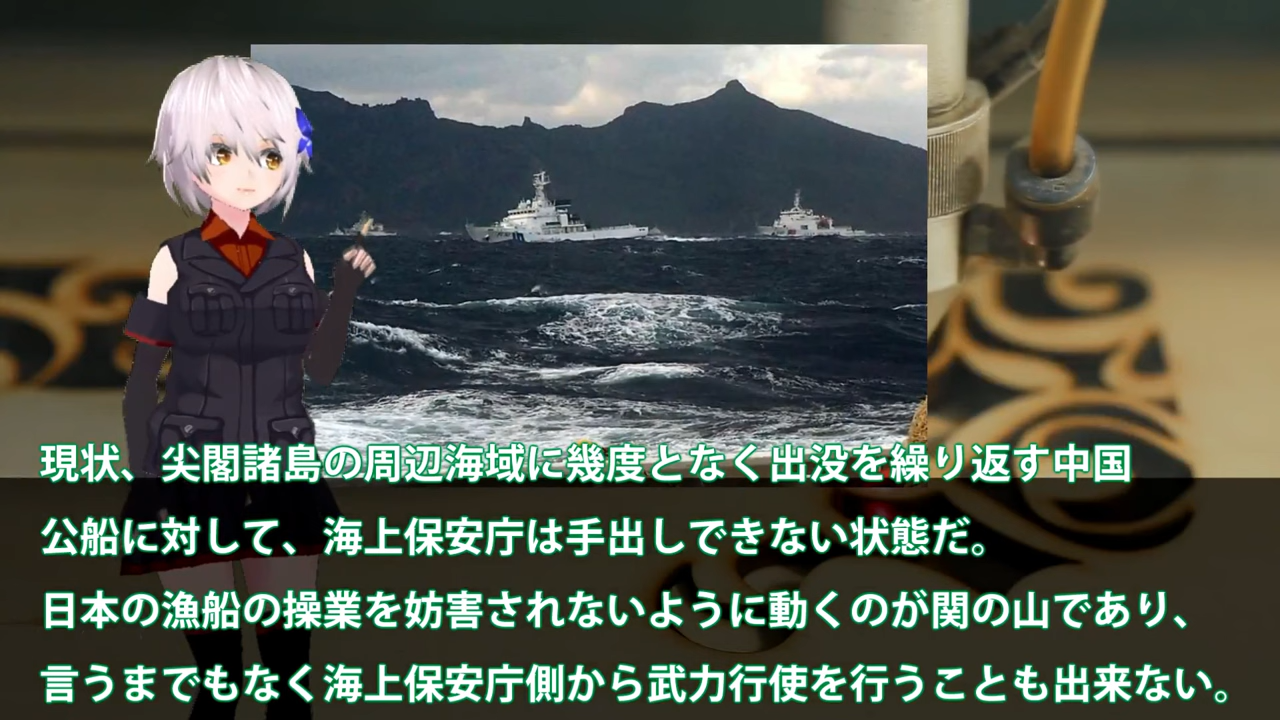 現状、尖閣諸島の周辺海域に幾度となく出没を繰り返す中国
公船に対して、海上保安庁は手出しできない状態だ。
日本の漁船の操業を妨害されないように動くのが関の山であり、
言うまでもなく海上保安庁側から武力行使を行うことも出来ない。